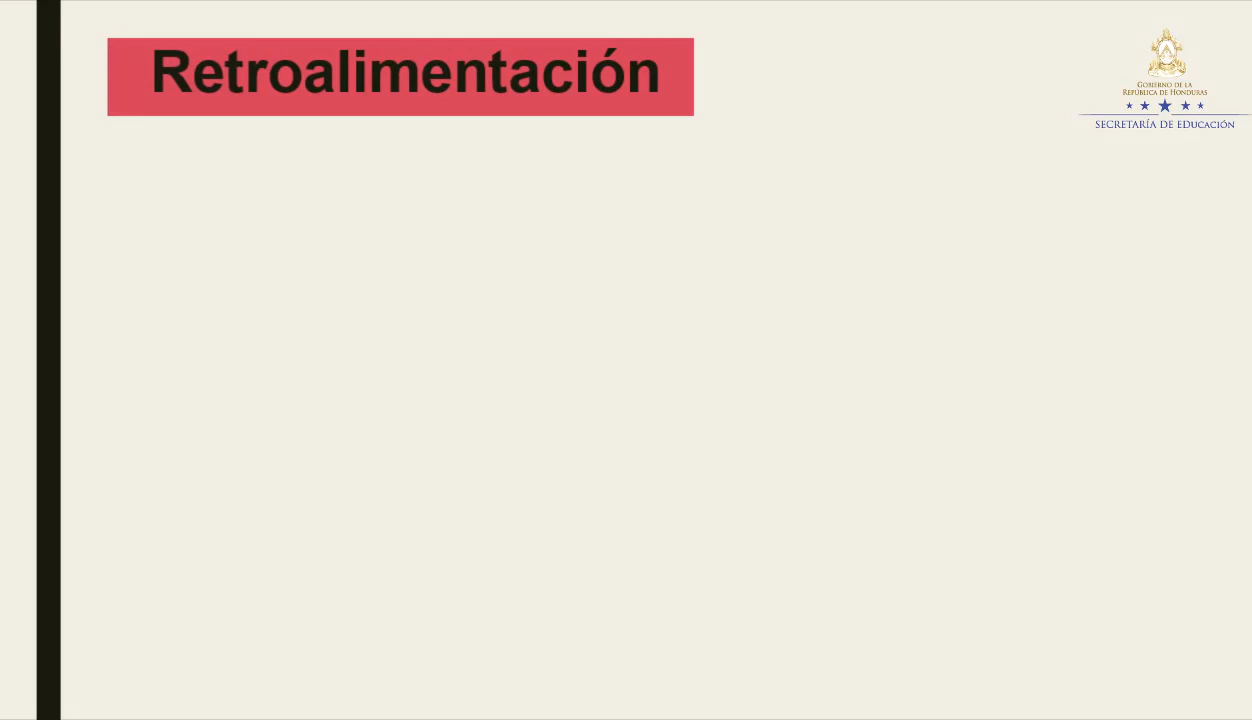 Retroalimentación
GOBIERNO DE LA
REPÚBLICA DE HONDURAS
SECRETARÍA DE EDUCACIÓN